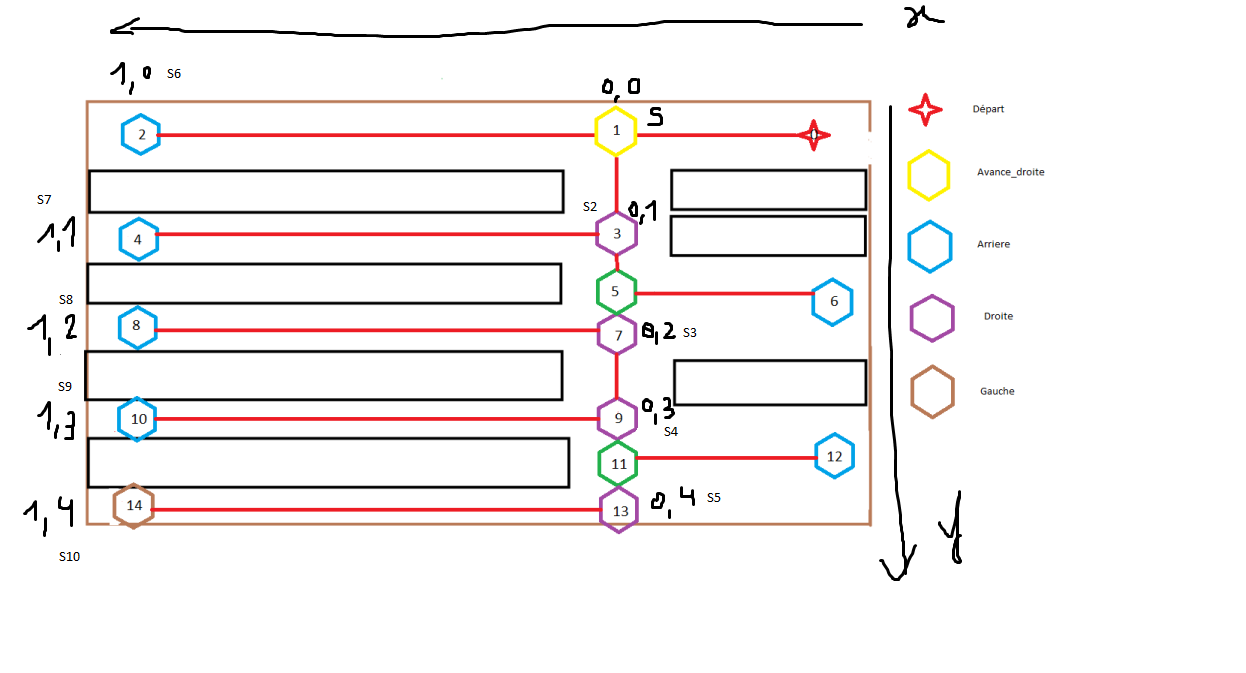 x
1,0 S6
0,0
S
Départ
2
1
0
Avance_droite
S7
S2
0,1
1,1
4
3
Arriere
S8
5
6
1,2
8
7
0,2 S3
Droite
S9
1,3
10
9
0,3
S4
Gauche
11
12
1,4
14
13
0,4 S5
y
S10